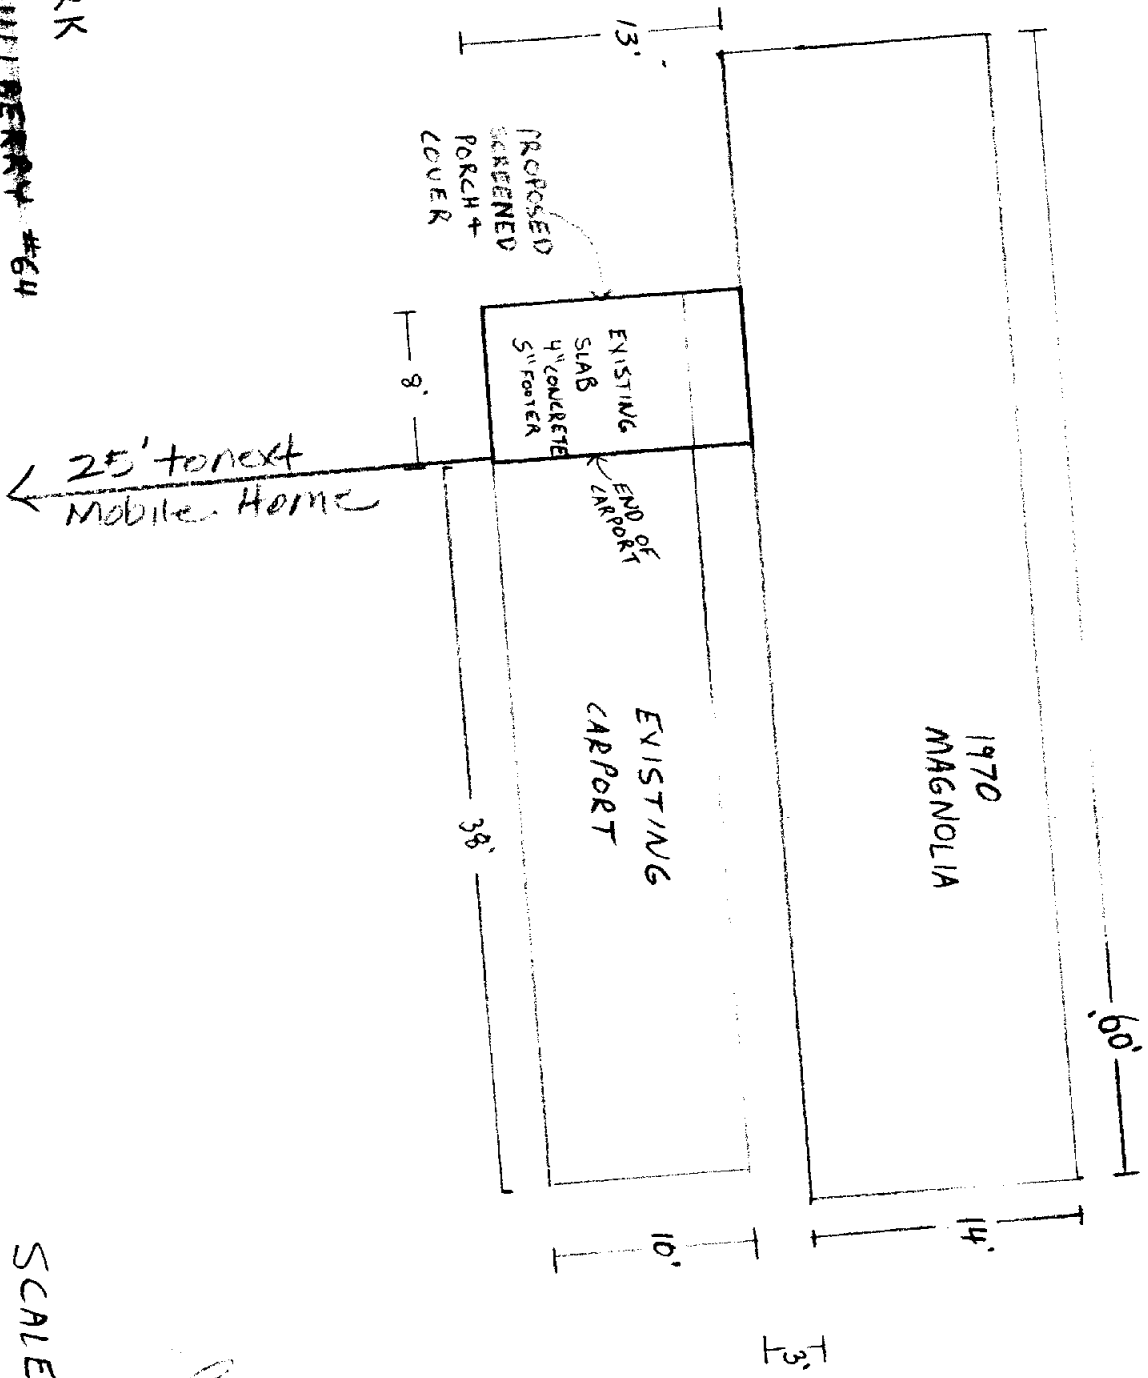 60'
14'
3'
1970
MAGNOLIA
13'
10'
EXISTING
CARPORT
EXISTING
SLAB
4" CONCRETE
5" FOOTER
END OF
CARPORT
PROPOSED
SCREENED
PORCH +
COVER
8'
38'
25' to next
Mobile Home
RK
#64
SCALE